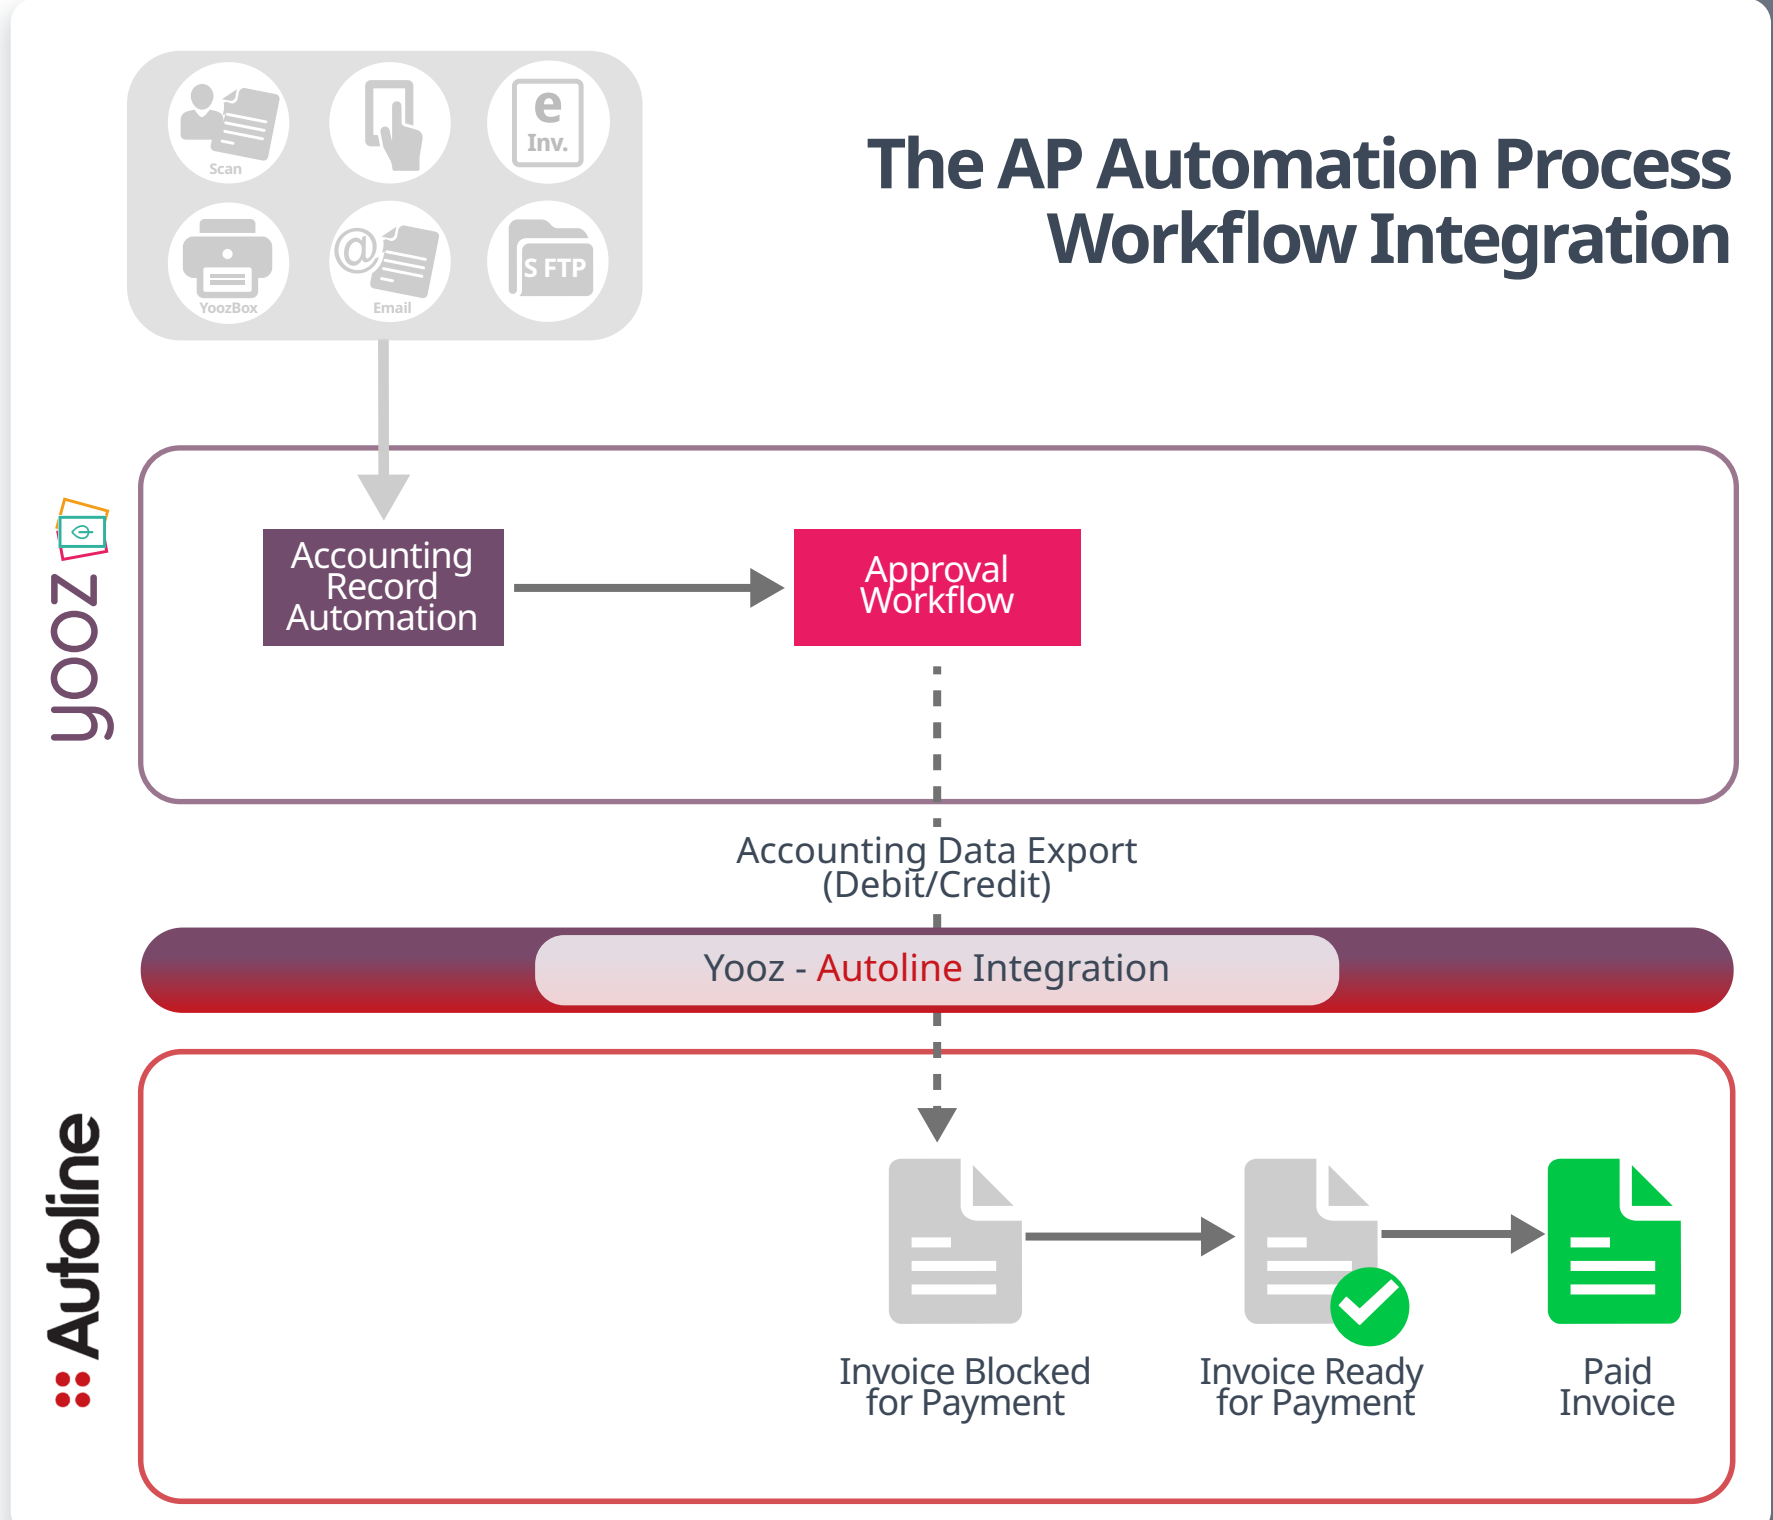 Scan
e
Inv.
YoozBox
@
Email
S FTP
The AP Automation Process
Workflow Integration
yooz
Accounting
Record
Automation
Approval
Workflow
Accounting Data Export
(Debit/Credit)
Yooz - Autoline Integration
Autoline
Invoice Blocked
for Payment
Invoice Ready
for Payment
Paid
Invoice